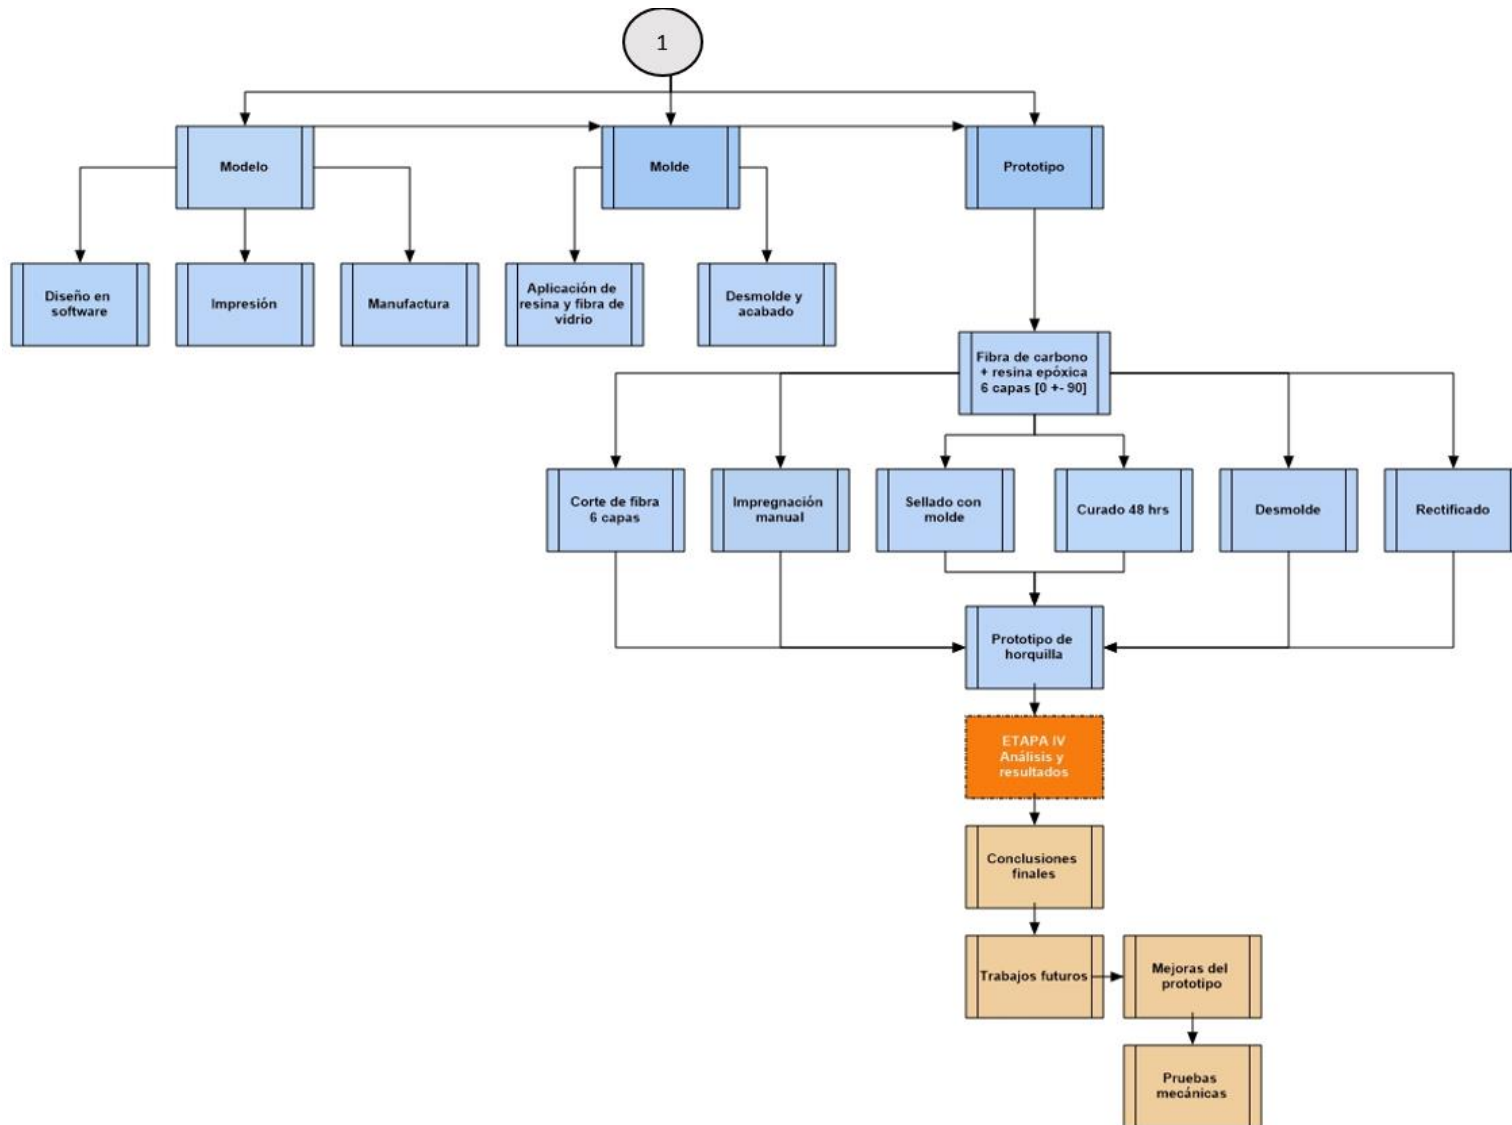 1
Modelo
Molde
Prototipo
Diseño en
software
Impresión
Manufactura
Aplicación de
resina y fibra de
vidrio
Desmolde y
acabado
Fibra de carbono
+ resina epóxica
6 capas [0 +- 90]
Corte de fibra
6 capas
Impregnación
manual
Sellado con
molde
Curado 48 hrs
Desmolde
Rectificado
Prototipo de
horquilla
ETAPA IV
Análisis y
resultados
Conclusiones
finales
Trabajos futuros
Mejoras del
prototipo
Pruebas
mecánicas